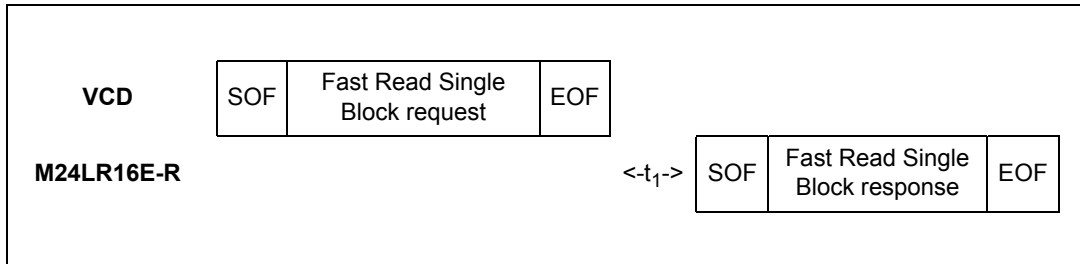 VCD SOF Fast Read Single EOF
Block request
M24LR16E-R <-t₁-> SOF Fast Read Single EOF
Block response